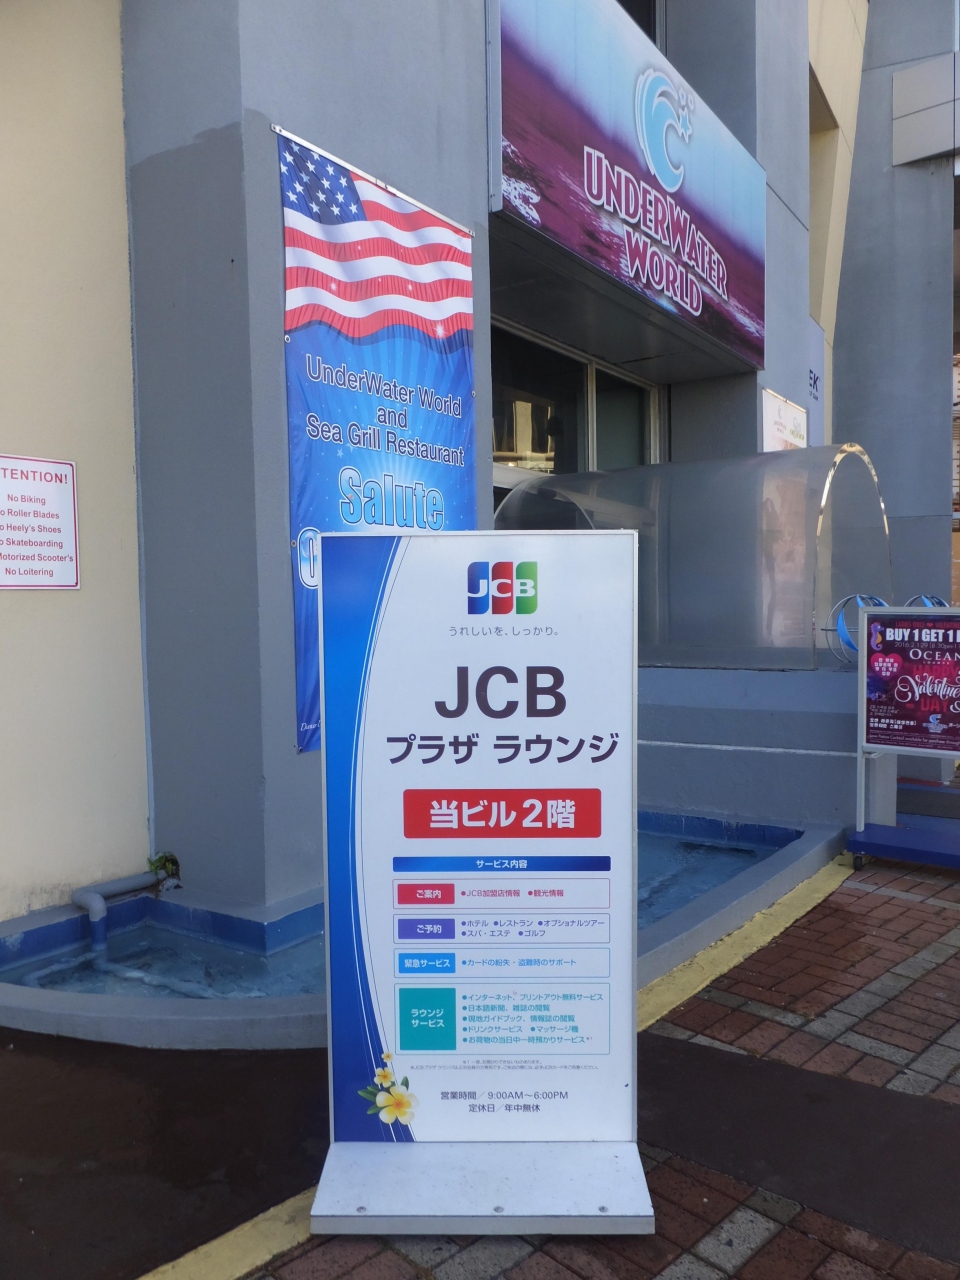 UNDERWATER
WORLD
UnderWater World
and
Sea Grill Restaurant
Salute
TENTION!
No Biking
o Roller Blades
o Heely's Shoes
o Skateboarding
Motorized Scooter's
No Loitering
JCB
うれしいを、しっかり。
JCB
プラザ ラウンジ
当ビル2階
サービス内容
ご案内
●JCB加盟店情報 ●観光情報
ご予約
●ホテル ●レストラン ●オプショナルツアー
●スパ・エステ ●ゴルフ
緊急サービス
●カードの紛失・盗難時のサポート
ラウンジ
サービス
●インターネット、プリントアウト無料サービス
●日本語新聞、雑誌の閲覧
●現地ガイドブック、情報誌の閲覧
●ドリンクサービス ●マッサージ機
●お荷物の当日中一時預かりサービス※1
営業時間/9:00AM〜6:00PM
定休日/年中無休
BUY 1 GET 1
OCEAN
HAPPY
Valentine's
DAY